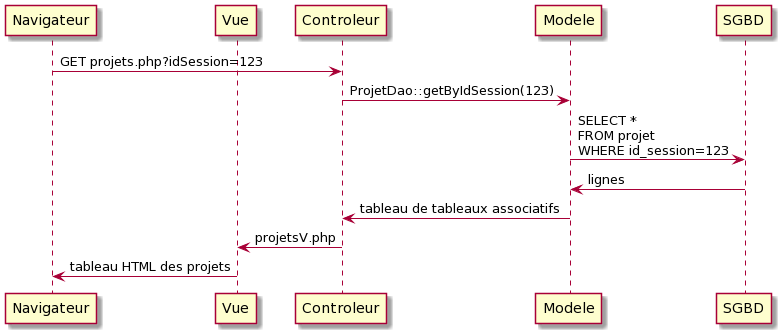 Navigateur Vue Controleur Modele SGBD
GET projets.php?idSession=123
ProjetDao::getByIdSession(123)
SELECT *
FROM projet
WHERE id_session=123
lignes
tableau de tableaux associatifs
projetsV.php
tableau HTML des projets
Navigateur Vue Controleur Modele SGBD